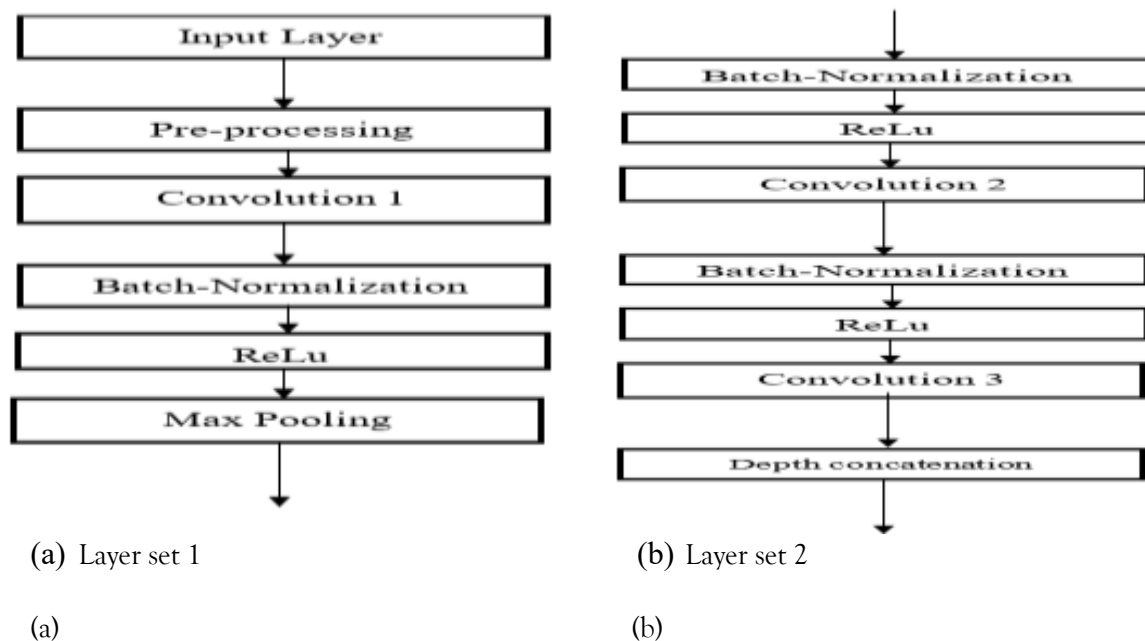 Input Layer
Pre-processing
Convolution 1
Batch-Normalization
ReLu
Max Pooling
(a) Layer set 1
(a)
Batch-Normalization
ReLu
Convolution 2
Batch-Normalization
ReLu
Convolution 3
Depth concatenation
(b) Layer set 2
(b)